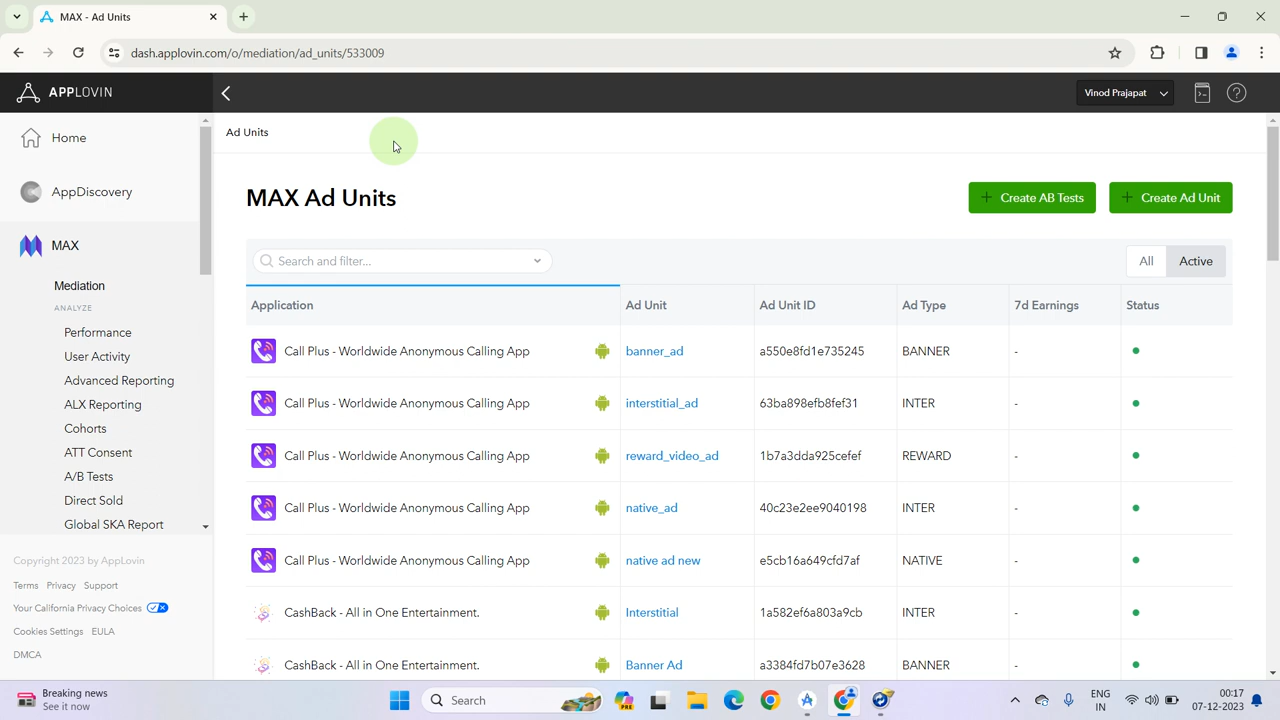 MAX - Ad Units
dash.applovin.com/o/mediation/ad_units/533009
APPLOVIN
Vinod Prajapat
Home
AppDiscovery
MAX
Mediation
ANALYZE
Performance
User Activity
Advanced Reporting
ALX Reporting
Cohorts
ATT Consent
A/B Tests
Direct Sold
Global SKA Report
Copyright 2023 by AppLovin
Terms Privacy Support
Your California Privacy Choices
Cookies Settings EULA
DMCA
Ad Units
MAX Ad Units
Create AB Tests
Create Ad Unit
Search and filter...
All
Active
Application Ad Unit Ad Unit ID Ad Type 7d Earnings Status
Call Plus - Worldwide Anonymous Calling App banner_ad a550e8fd1e735245 BANNER -
Call Plus - Worldwide Anonymous Calling App interstitial_ad 63ba898efb8fef31 INTER -
Call Plus - Worldwide Anonymous Calling App reward_video_ad 1b7a3dda925cefef REWARD -
Call Plus - Worldwide Anonymous Calling App native_ad 40c23e2ee9040198 INTER -
Call Plus - Worldwide Anonymous Calling App native ad new e5cb16a649cfd7af NATIVE -
CashBack - All in One Entertainment. Interstitial 1a582ef6a803a9cb INTER -
CashBack - All in One Entertainment. Banner Ad a3384fd7b07e3628 BANNER -
Breaking news
See it now
Search
PRE
ENG
IN
00:17
07-12-2023